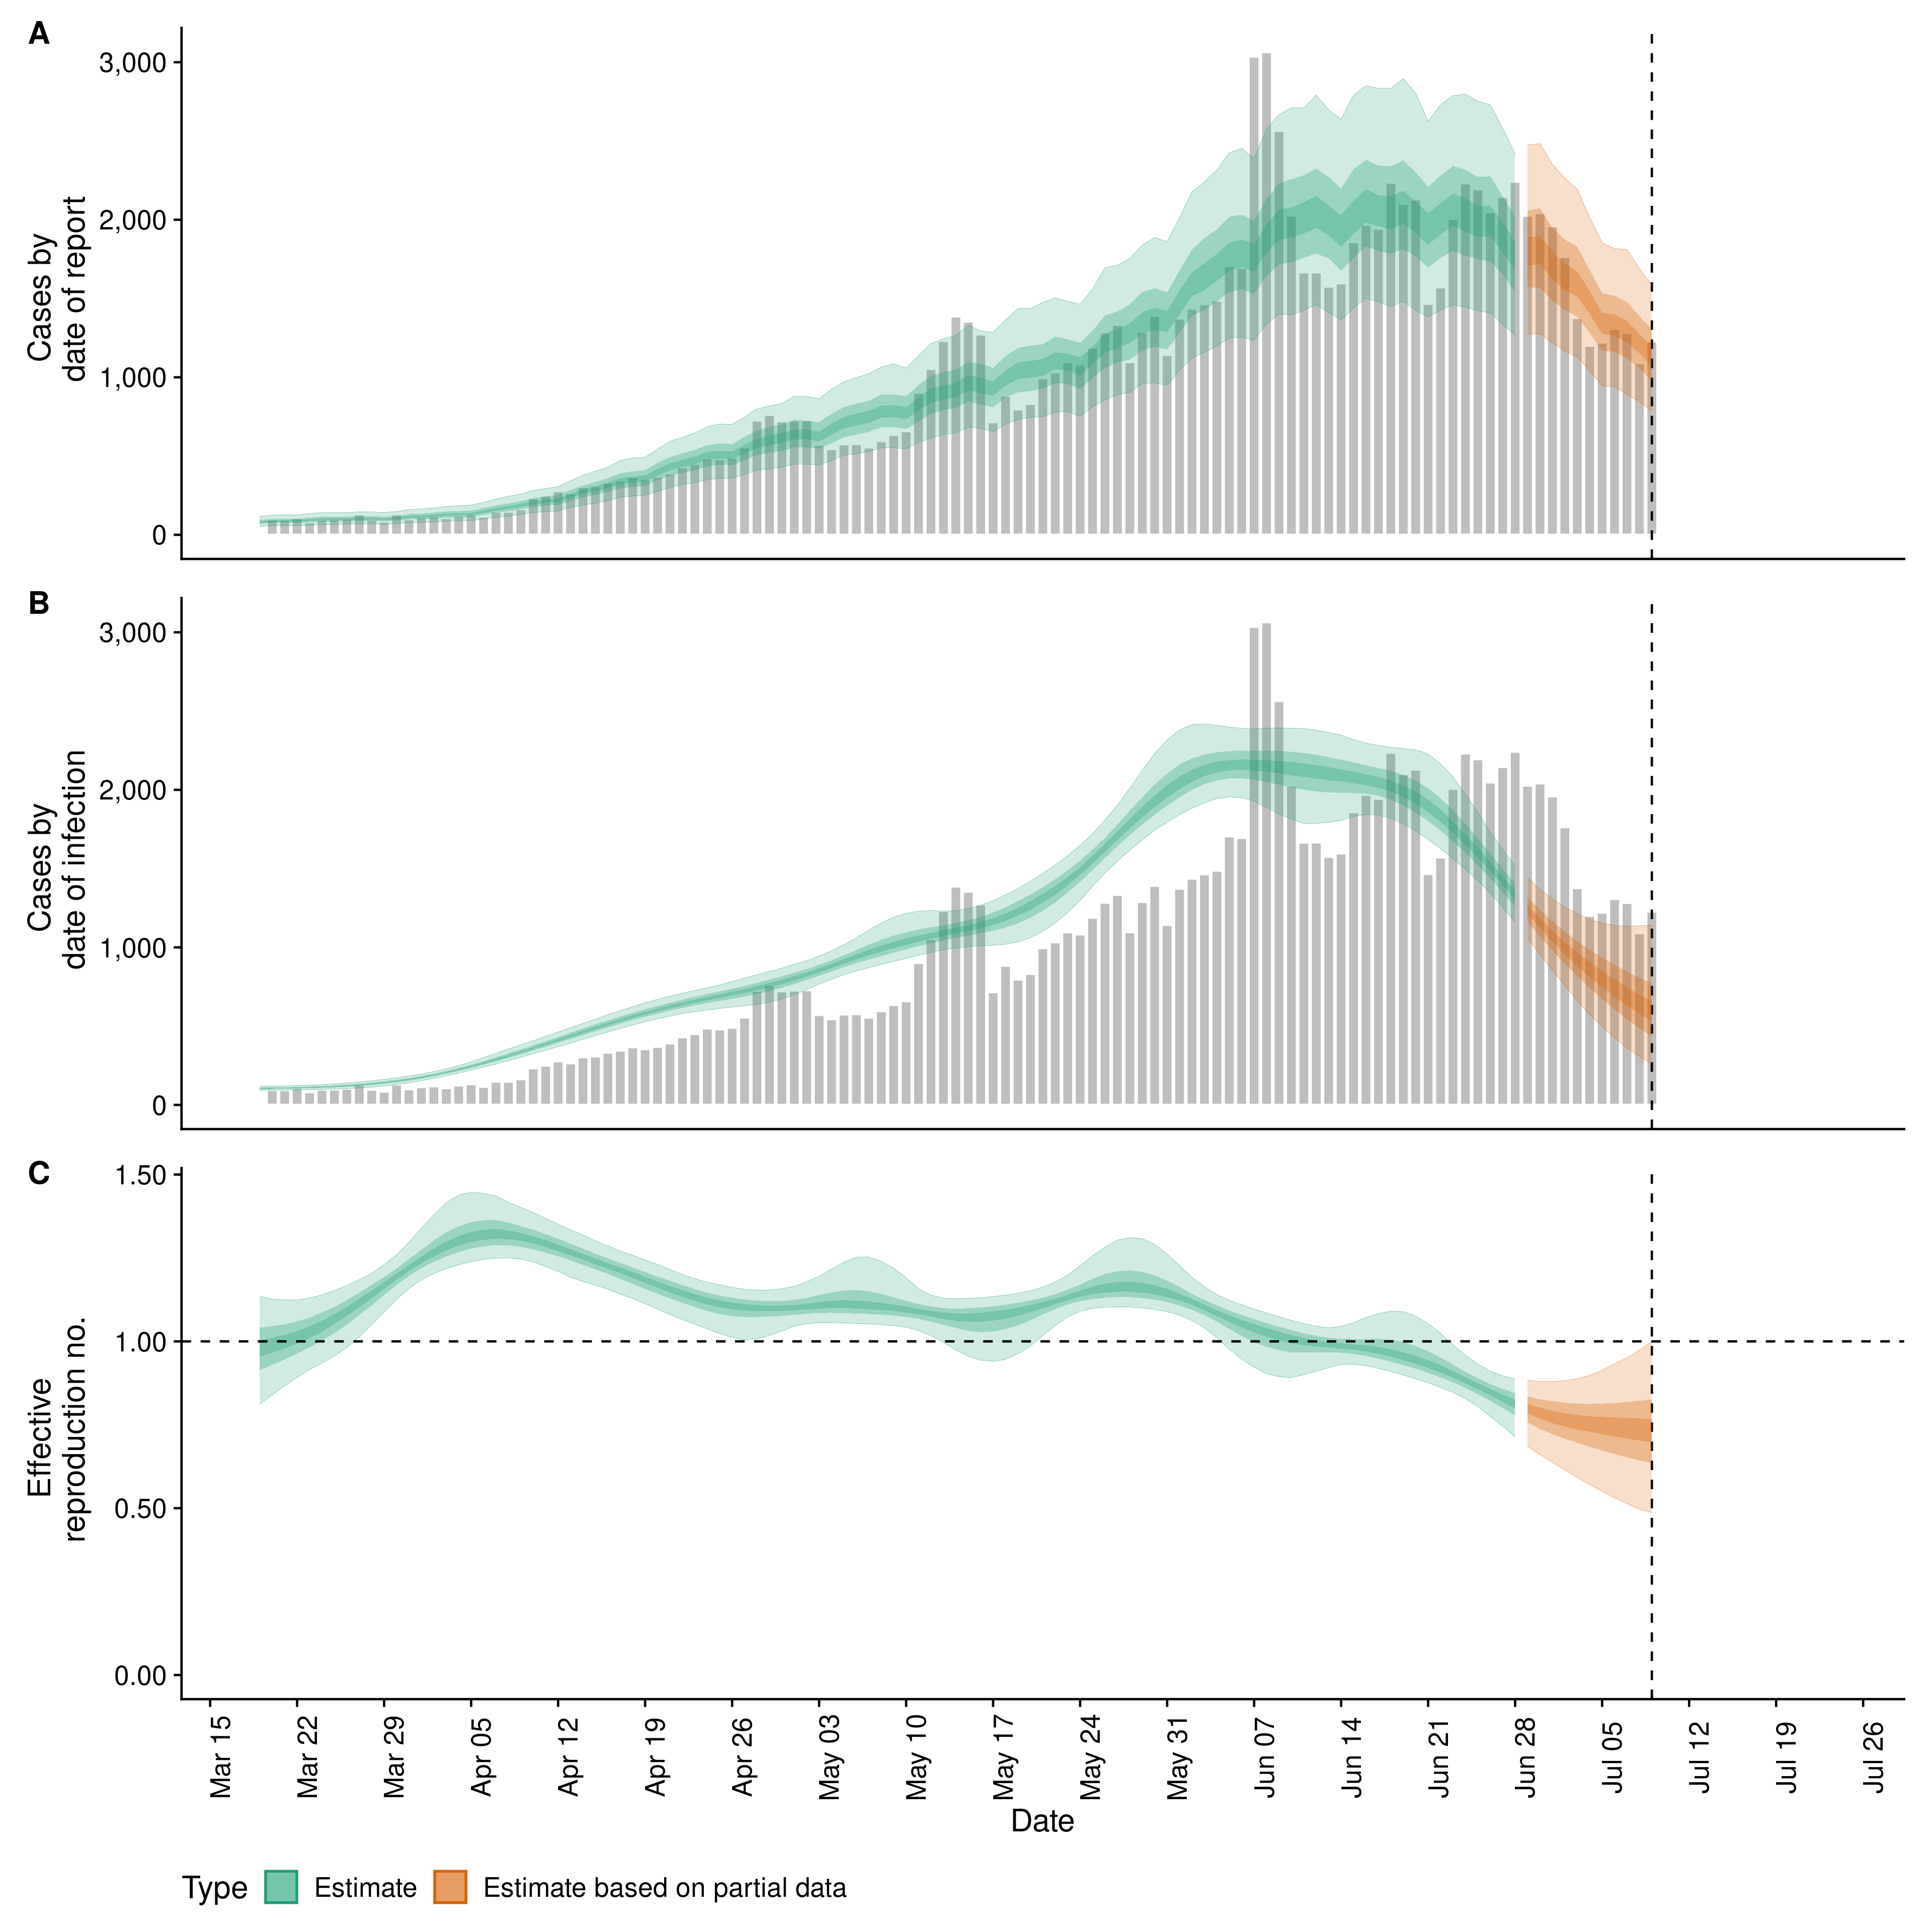 A
3,000
2,000
1,000
0
Cases by
date of report
B
3,000
2,000
1,000
0
Cases by
date of infection
C
1.50
1.00
0.50
0.00
Effective
reproduction no.
Mar 15
Mar 22
Mar 29
Apr 05
Apr 12
Apr 19
Apr 26
May 03
May 10
May 17
May 24
May 31
Jun 07
Jun 14
Jun 21
Jun 28
Jul 05
Jul 12
Jul 19
Jul 26
Date
Type Estimate Estimate based on partial data